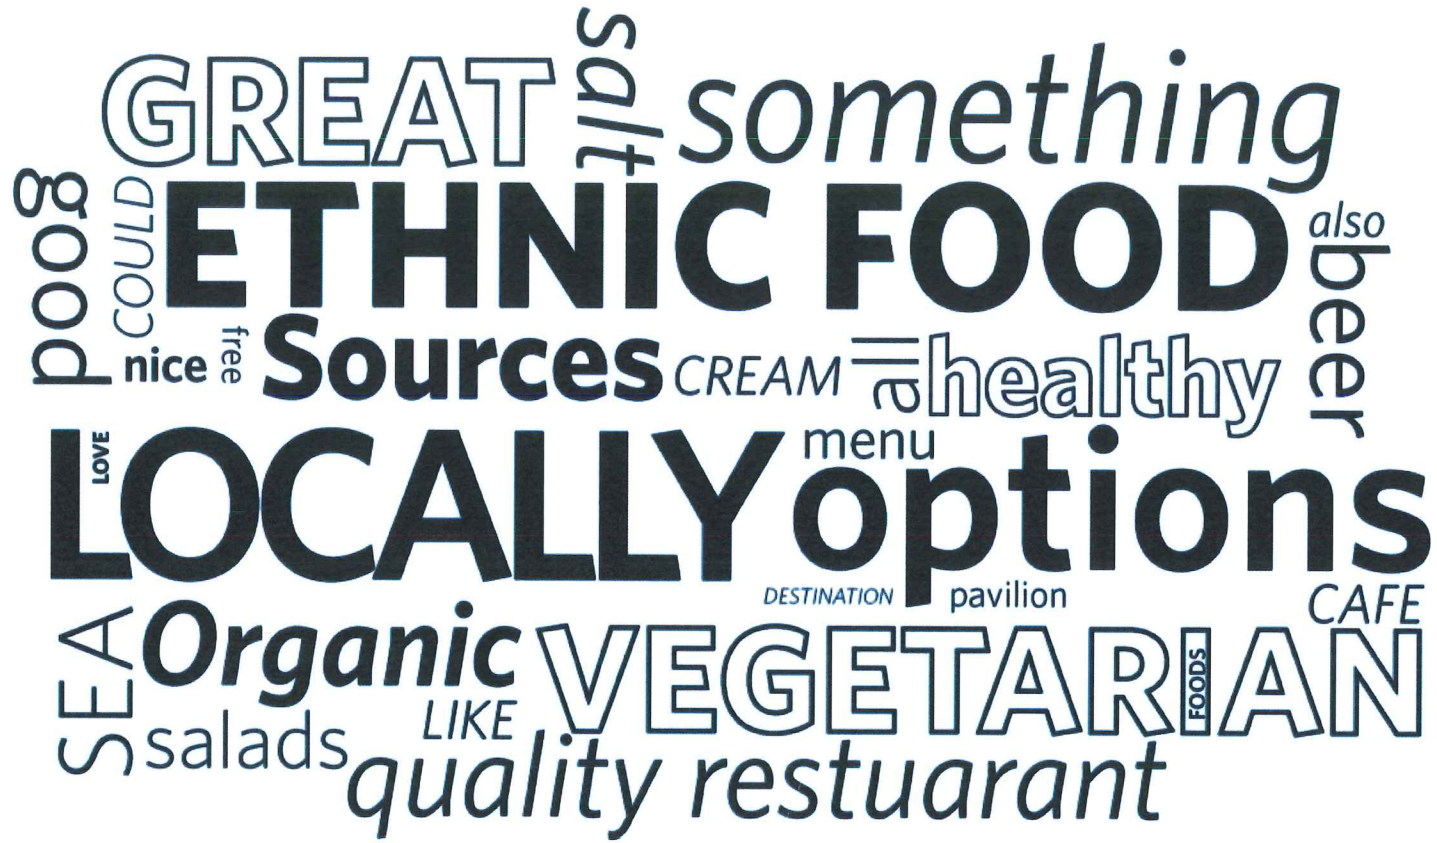 GREAT
salt
something
good
COULD
ETHNIC FOOD
also
beer
nice
free
Sources
CREAM
all
healthy
LOVE
LOCALLY
menu
options
DESTINATION
pavilion
CAFE
SEA
Organic
VEGETARIAN
FOODS
LIKE
salads
quality restuarant